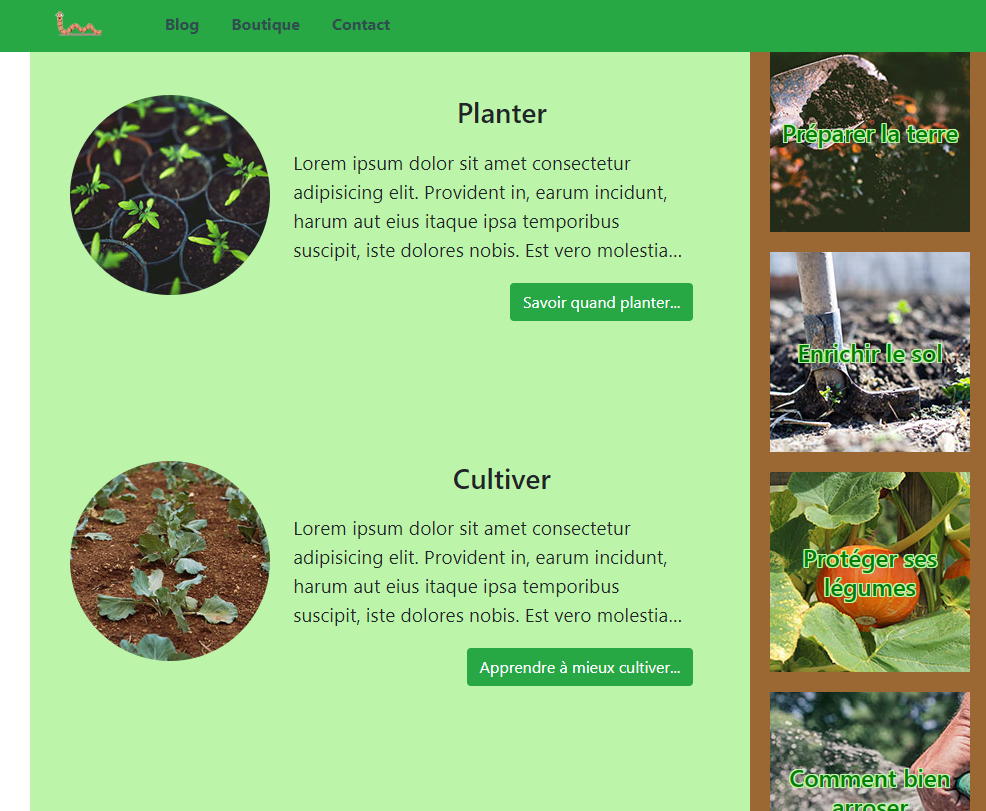 Blog
Boutique
Contact
Planter
Lorem ipsum dolor sit amet consectetur
adipisicing elit. Provident in, earum incidunt,
harum aut eius itaque ipsa temporibus
suscipit, iste dolores nobis. Est vero molestia...
Savoir quand planter...
Cultiver
Lorem ipsum dolor sit amet consectetur
adipisicing elit. Provident in, earum incidunt,
harum aut eius itaque ipsa temporibus
suscipit, iste dolores nobis. Est vero molestia...
Apprendre à mieux cultiver...
Préparer la terre
Enrichir le sol
Protéger ses
légumes
Comment bien
arroser